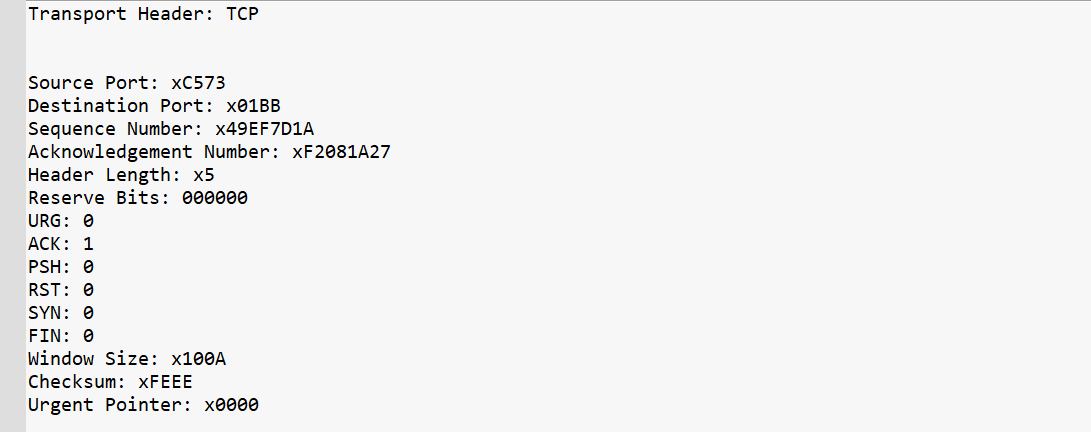 Transport Header: TCP
Source Port: xC573
Destination Port: x01BB
Sequence Number: x49EF7D1A
Acknowledgement Number: xF2081A27
Header Length: x5
Reserve Bits: 000000
URG: 0
ACK: 1
PSH: 0
RST: 0
SYN: 0
FIN: 0
Window Size: x100A
Checksum: xFEEE
Urgent Pointer: x0000